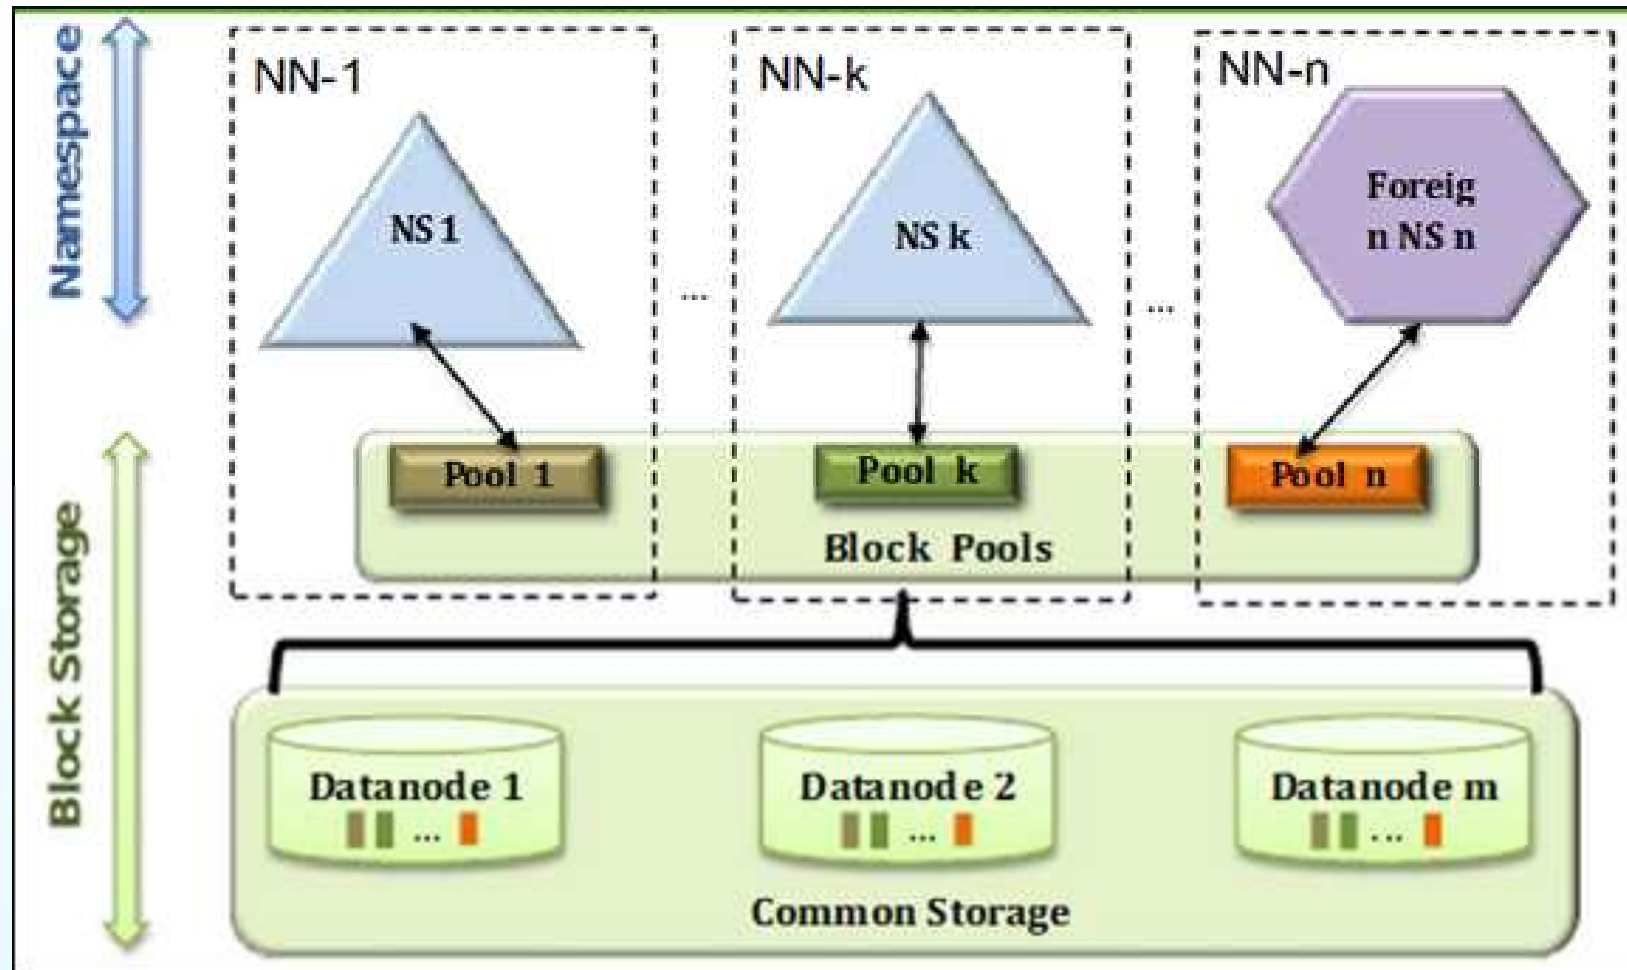 Namespace
NN-1
NN-k
NN-n
NS 1
NS k
Foreig
n NS n
...
...
Block Storage
Pool 1
Pool k
Pool n
Block Pools
Datanode 1
...
Datanode 2
...
Datanode m
...
Common Storage